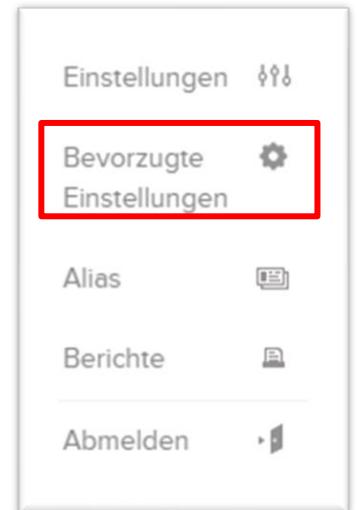 Einstellungen
Bevorzugte
Einstellungen
Alias
Berichte
Abmelden